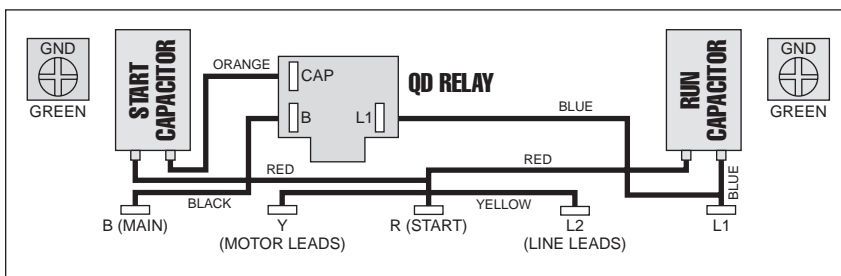 GND
GREEN
START
CAPACITOR
ORANGE
CAP
B
L1
QD RELAY
BLUE
RUN
CAPACITOR
GND
GREEN
RED
RED
BLUE
BLACK
YELLOW
B (MAIN)
Y
R (START)
L2
L1
(MOTOR LEADS)
(LINE LEADS)